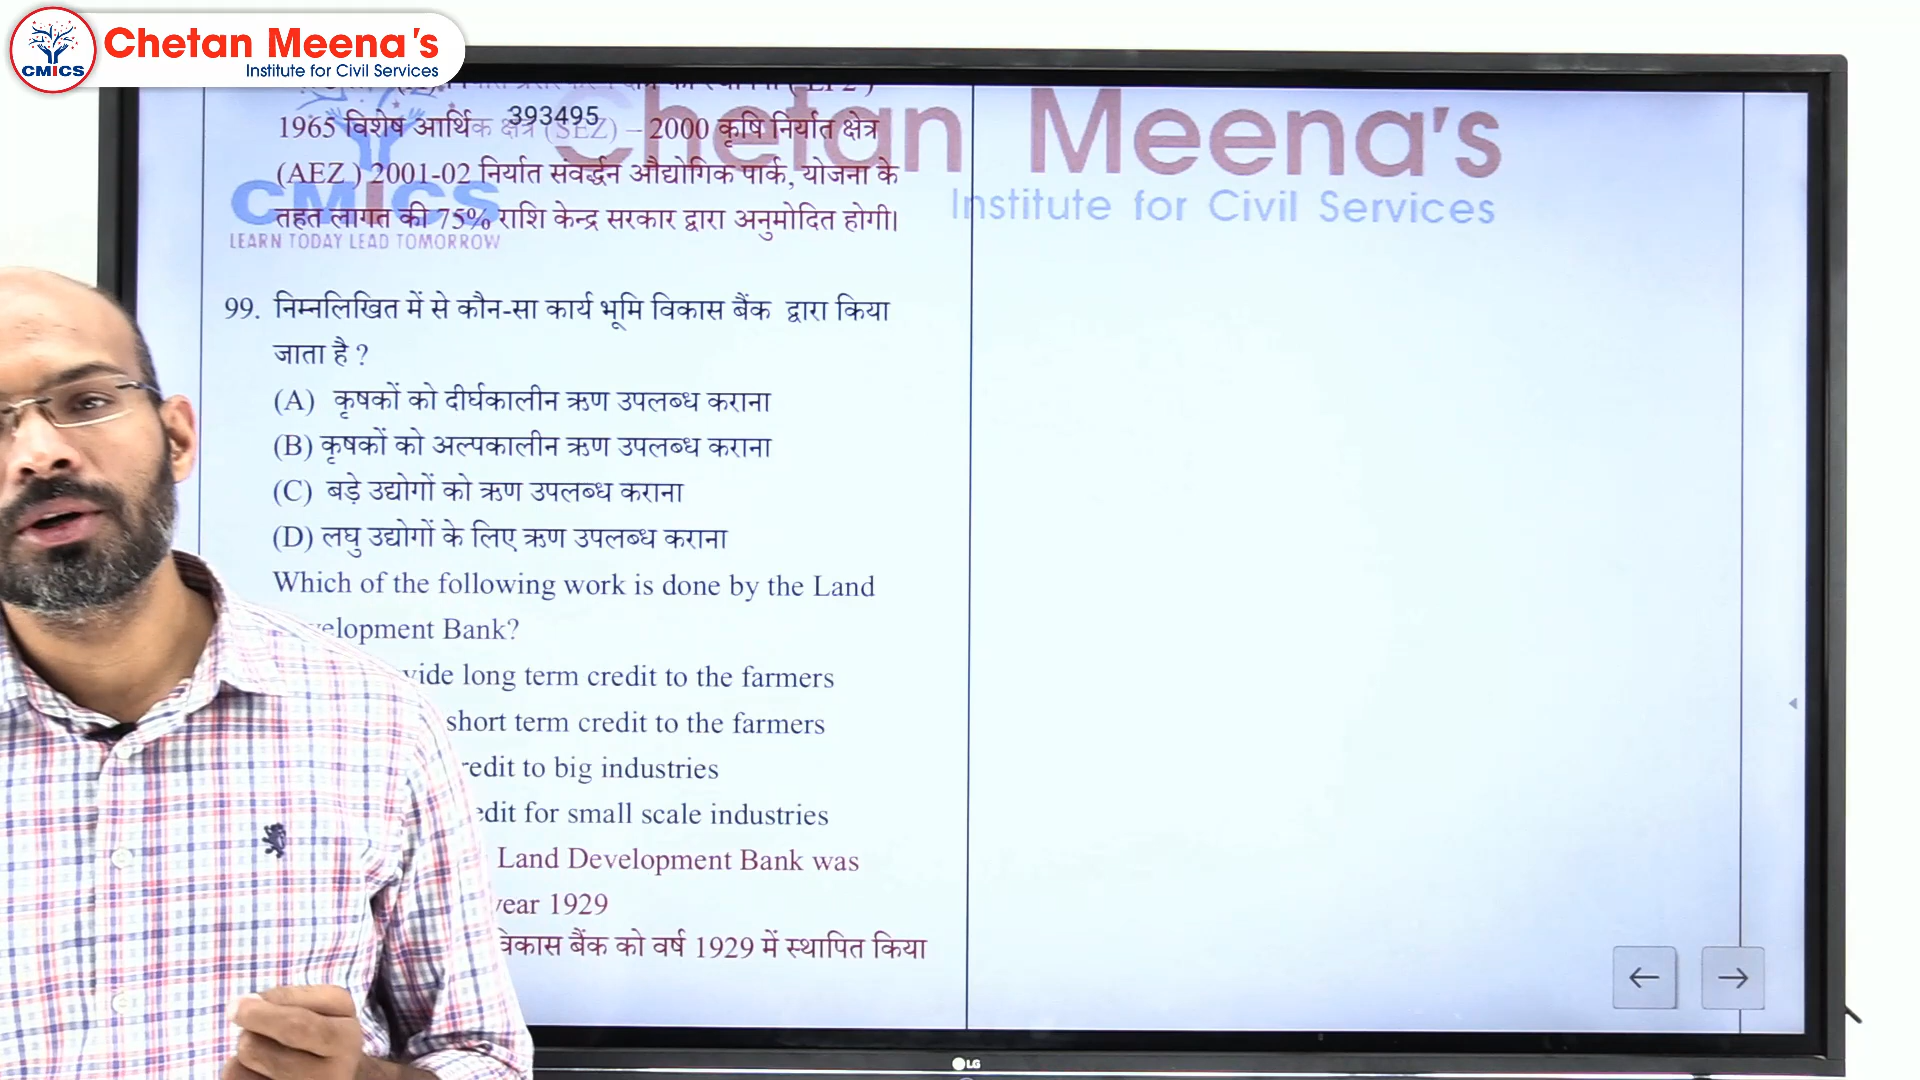 Chetan Meena's
Institute for Civil Services
CMICS
393495
1965 विशेष आर्थिक क्षेत्र (SEZ) – 2000 कृषि निर्यात क्षेत्र
(AEZ ) 2001-02 निर्यात संवर्द्धन औद्योगिक पार्क, योजना के
तहत लागत की 75% राशि केन्द्र सरकार द्वारा अनुमोदित होगी।
Chetan Meena's
Institute for Civil Services
CMICS
LEARN TODAY LEAD TOMORROW
99. निम्नलिखित में से कौन-सा कार्य भूमि विकास बैंक द्वारा किया
जाता है ?
(A) कृषकों को दीर्घकालीन ऋण उपलब्ध कराना
(B) कृषकों को अल्पकालीन ऋण उपलब्ध कराना
(C) बड़े उद्योगों को ऋण उपलब्ध कराना
(D) लघु उद्योगों के लिए ऋण उपलब्ध कराना
Which of the following work is done by the Land
elopment Bank?
vide long term credit to the farmers
short term credit to the farmers
redit to big industries
edit for small scale industries
Land Development Bank was
year 1929
विकास बैंक को वर्ष 1929 में स्थापित किया
LG